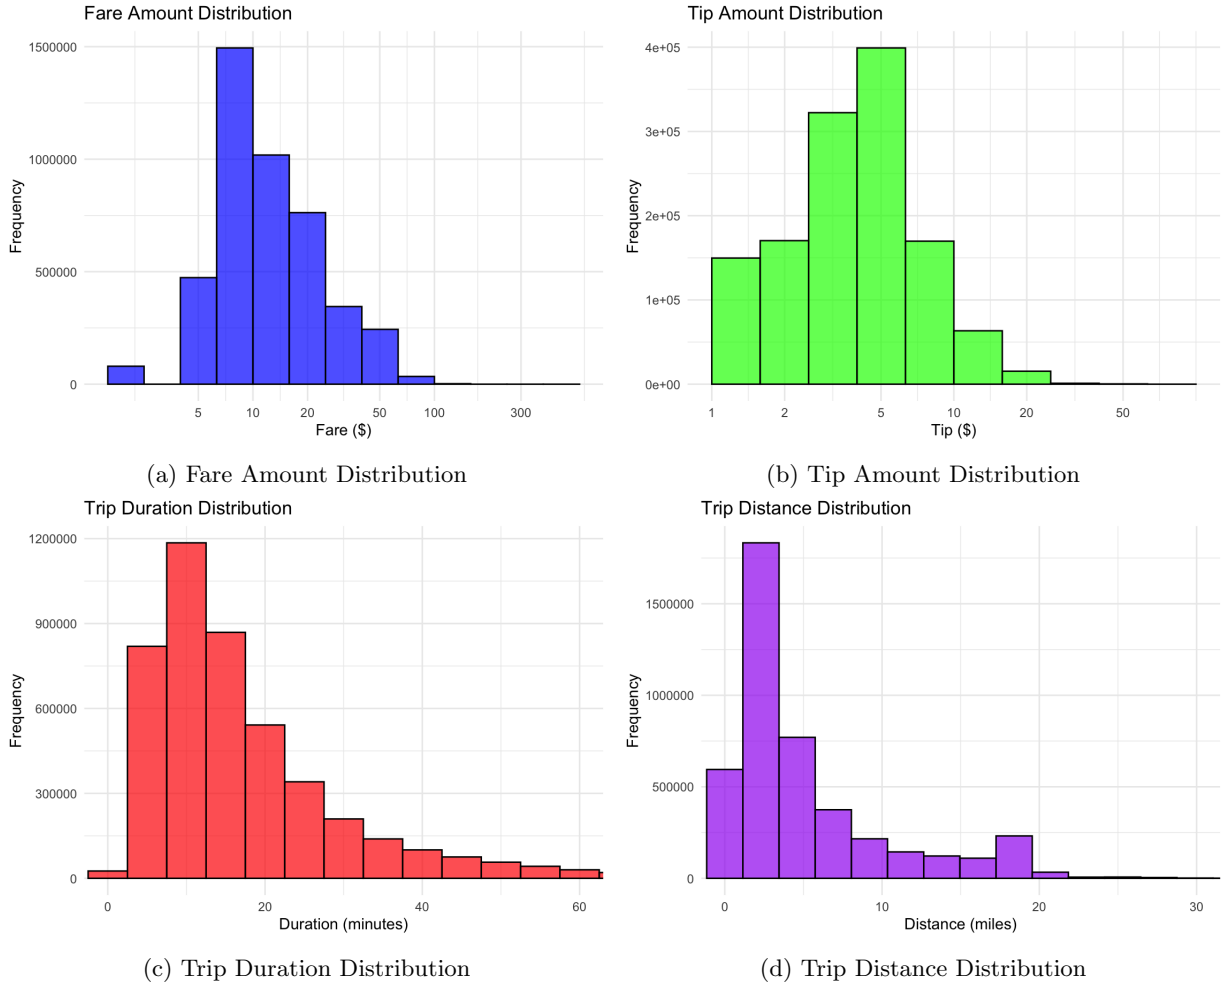 Fare Amount Distribution
Frequency
1500000
1000000
500000
0
5 10 20 50 100 300
Fare ($)
(a) Fare Amount Distribution
Tip Amount Distribution
Frequency
4e+05
3e+05
2e+05
1e+05
0e+00
1 2 5 10 20 50
Tip ($)
(b) Tip Amount Distribution
Trip Duration Distribution
Frequency
1200000
900000
600000
300000
0
0 20 40 60
Duration (minutes)
(c) Trip Duration Distribution
Trip Distance Distribution
Frequency
1500000
1000000
500000
0
0 10 20 30
Distance (miles)
(d) Trip Distance Distribution